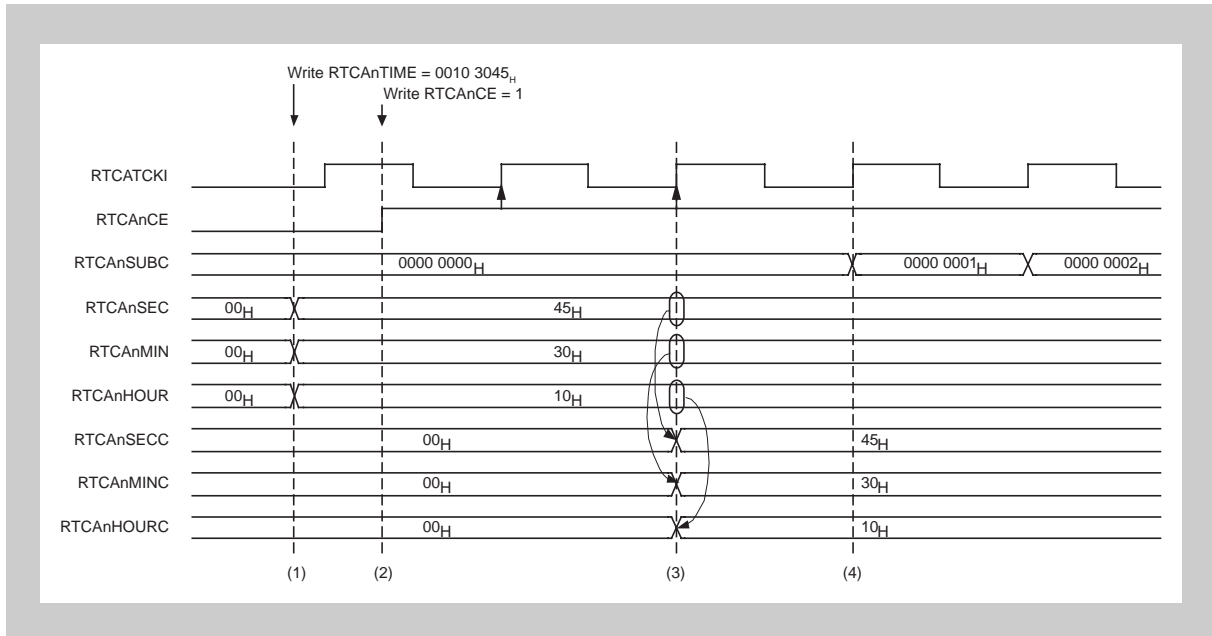 Write RTCAnTIME = 0010 3045H
Write RTCAnCE = 1
RTCATCKI
RTCAnCE
RTCAnSUBC 0000 0000H 0000 0001H 0000 0002H
RTCAnSEC 00H 45H
RTCAnMIN 00H 30H
RTCAnHOUR 00H 10H
RTCAnSECC 00H 45H
RTCAnMINC 00H 30H
RTCAnHOURC 00H 10H
(1) (2) (3) (4)